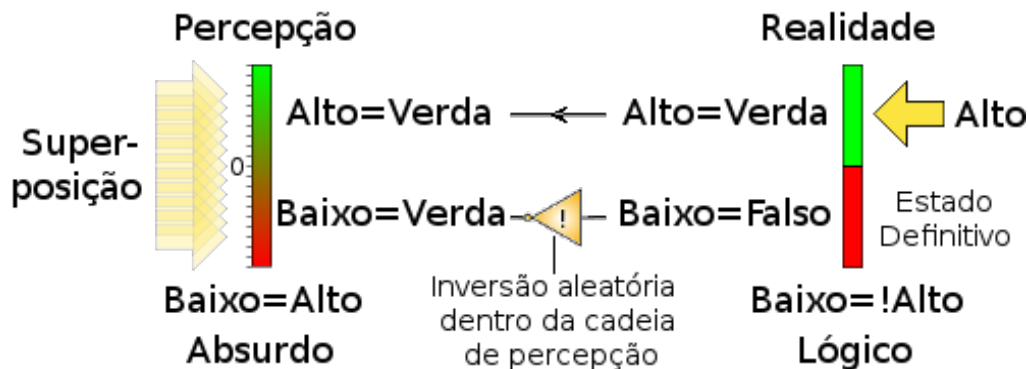 Percepção
Realidade
Alto=Verda
Alto=Verda
Alto
Super-
posição
0
Baixo=Verda
!
Baixo=Falso
Estado
Definitivo
Baixo=Alto
Inversão aleatória
dentro da cadeia
de percepção
Baixo=!Alto
Absurdo
Lógico